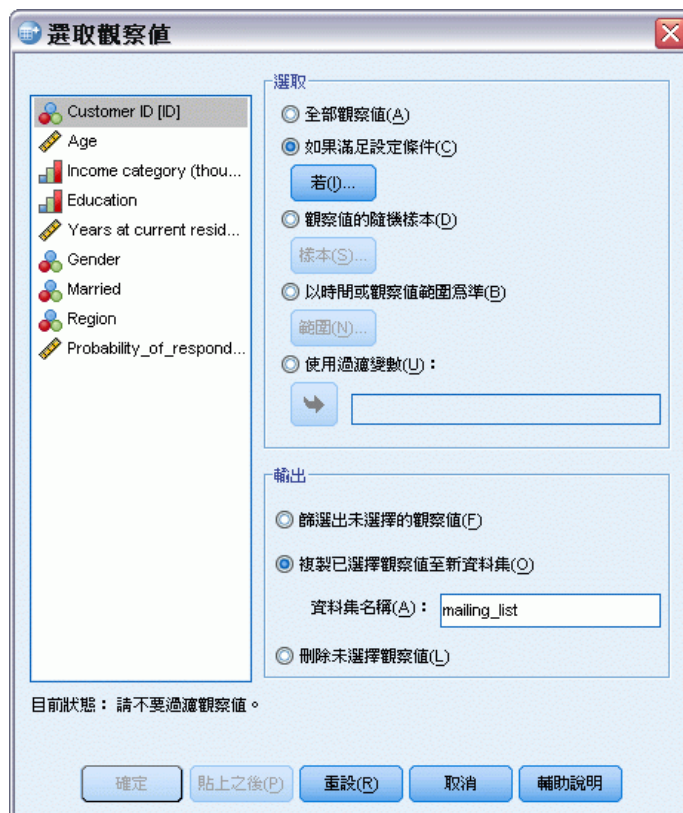 選取觀察值
Customer ID [ID]
Age
Income category (thou...
Education
Years at current resid...
Gender
Married
Region
Probability_of_respond...
選取
全部觀察值(A)
如果滿足設定條件(C)
若(I)...
觀察值的隨機樣本(D)
樣本(S)...
以時間或觀察值範圍為準(B)
範圍(N)...
使用過濾變數(U)：
輸出
篩選出未選擇的觀察值(F)
複製已選擇觀察值至新資料集(O)
資料集名稱(A)： mailing_list
刪除未選擇觀察值(L)
目前狀態：請不要過濾觀察值。
確定 貼上之後(P) 重設(R) 取消 輔助說明